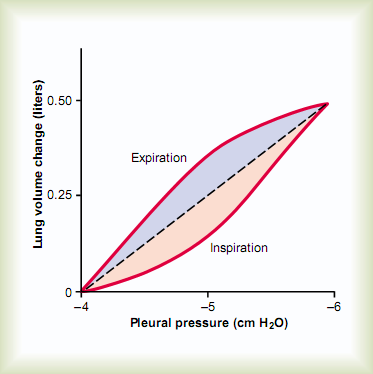 Lung volume change (liters)
0.50
0.25
0
Expiration
Inspiration
–4
–5
–6
Pleural pressure (cm H₂O)